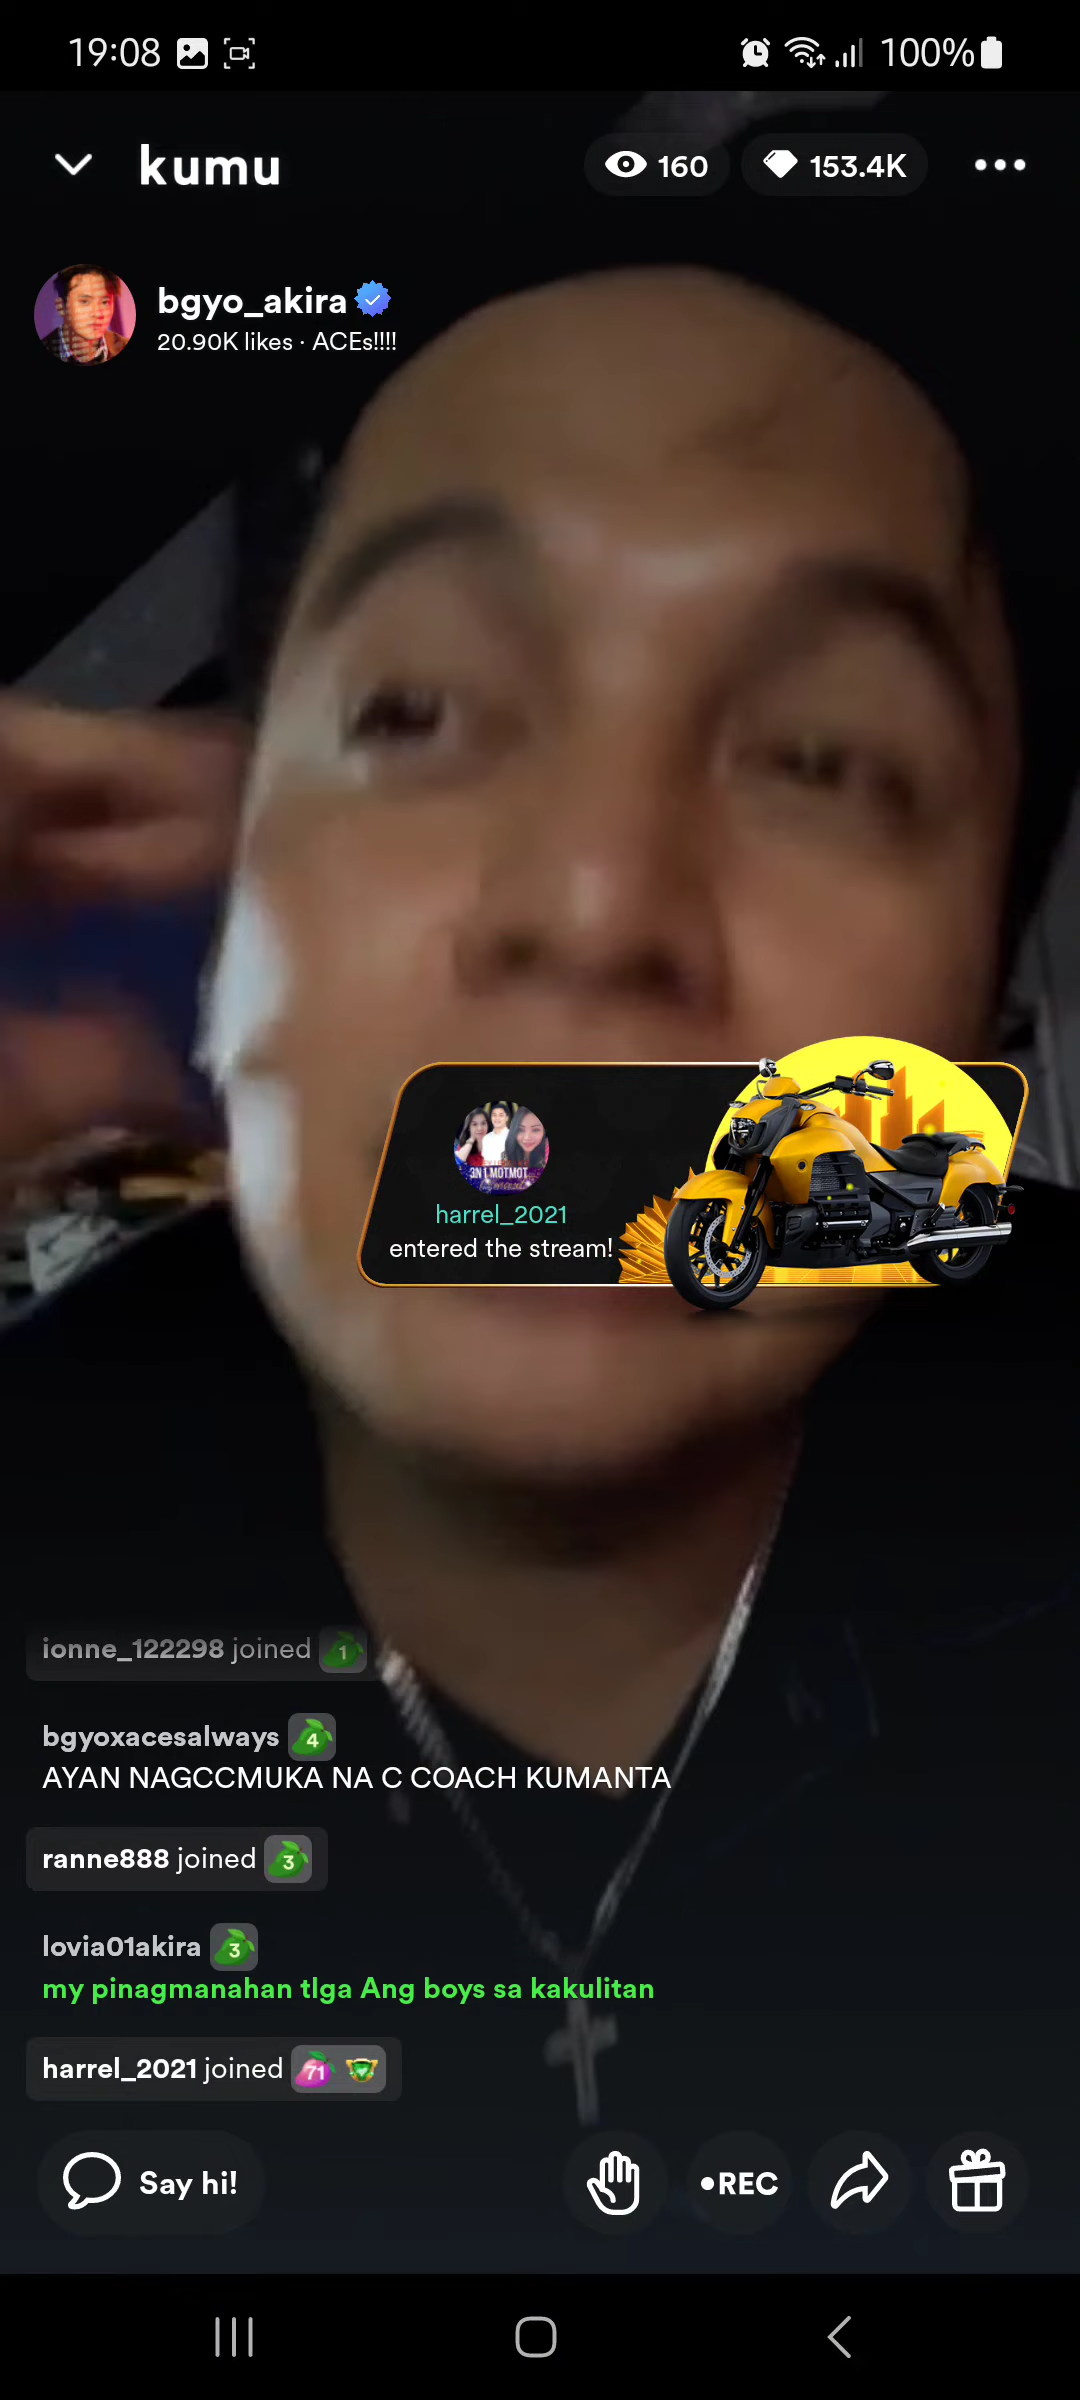 19:08
100%
kumu
160
153.4K
bgyo_akira
20.90K likes · ACEs!!!!
3N1 MOTMOT
harrel_2021
entered the stream!
ionne_122298 joined 1
bgyoxacesalways 4
AYAN NAGCCMUKA NA C COACH KUMANTA
ranne888 joined 3
lovia01akira 3
my pinagmanahan tlga Ang boys sa kakulitan
harrel_2021 joined 71
Say hi!
•REC